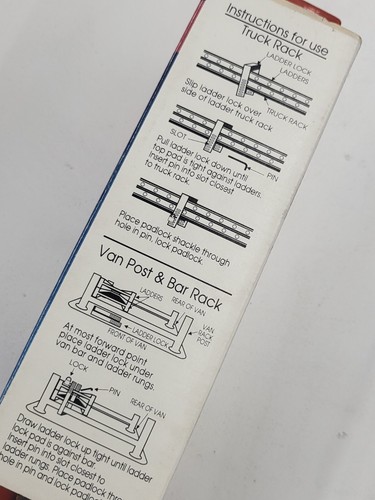 Instructions for use
Truck Rack
LADDER LOCK
LADDERS
TRUCK RACK
Slip ladder lock over
side of ladder truck rack
SLOT
PIN
Pull ladder lock down until
top pad is tight against ladders.
Insert pin into slot closest
to truck rack.
Place padlock shackle through
hole in pin, lock padlock.
Van Post & Bar Rack
LADDERS
REAR OF VAN
VAN
RACK
POST
LADDER LOCK
FRONT OF VAN
At most forward point
place ladder lock under
van bar and ladder rungs.
LOCK
PIN
REAR OF VAN
Draw ladder lock up tight until ladder
lock pad is against bar.
Insert pin into slot closest to
ladder rungs. Place padlock
hole in pin and lock